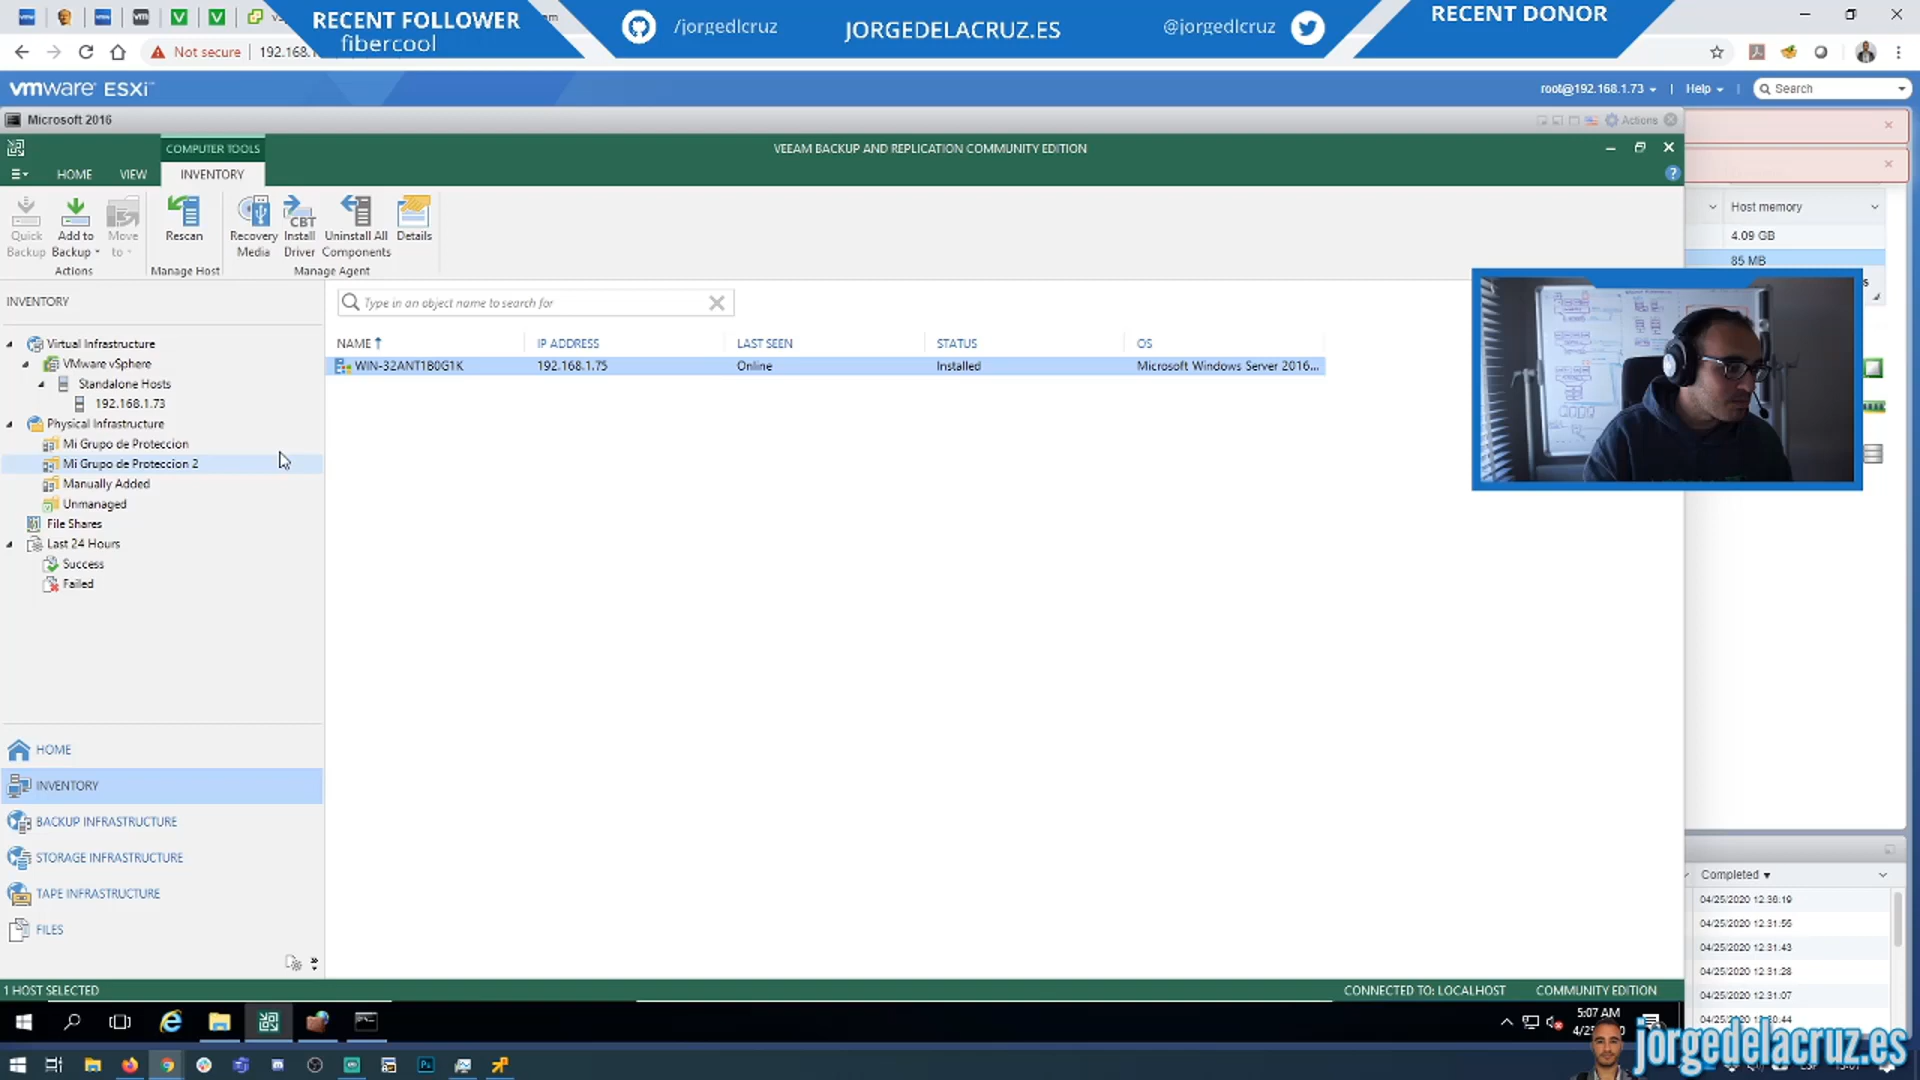 RECENT FOLLOWER
fibercool
/jorgedlcruz
JORGEDELACRUZ.ES
@jorgedlcruz
RECENT DONOR
Not secure
192.168.1
vmware ESXi
root@192.168.1.73
Help
Search
Microsoft 2016
Actions
COMPUTER TOOLS
VEEAM BACKUP AND REPLICATION COMMUNITY EDITION
HOME
VIEW
INVENTORY
Quick Backup
Add to Backup
Move to
Rescan
Recovery Media
CBT
Install Driver
Uninstall All Components
Details
Actions
Manage Host
Manage Agent
Host memory
4.09 GB
85 MB
INVENTORY
Type in an object name to search for
Virtual Infrastructure
VMware vSphere
Standalone Hosts
192.168.1.73
Physical Infrastructure
Mi Grupo de Proteccion
Mi Grupo de Proteccion 2
Manually Added
Unmanaged
File Shares
Last 24 Hours
Success
Failed
NAME
IP ADDRESS
LAST SEEN
STATUS
OS
WIN-32ANT1B0G1K
192.168.1.75
Online
Installed
Microsoft Windows Server 2016...
HOME
INVENTORY
BACKUP INFRASTRUCTURE
STORAGE INFRASTRUCTURE
TAPE INFRASTRUCTURE
FILES
Completed
04/25/2020 12:36:19
04/25/2020 12:31:56
04/25/2020 12:31:43
04/25/2020 12:31:28
04/25/2020 12:31:07
1 HOST SELECTED
CONNECTED TO: LOCALHOST
COMMUNITY EDITION
5:07 AM
jorgedelacruz.es